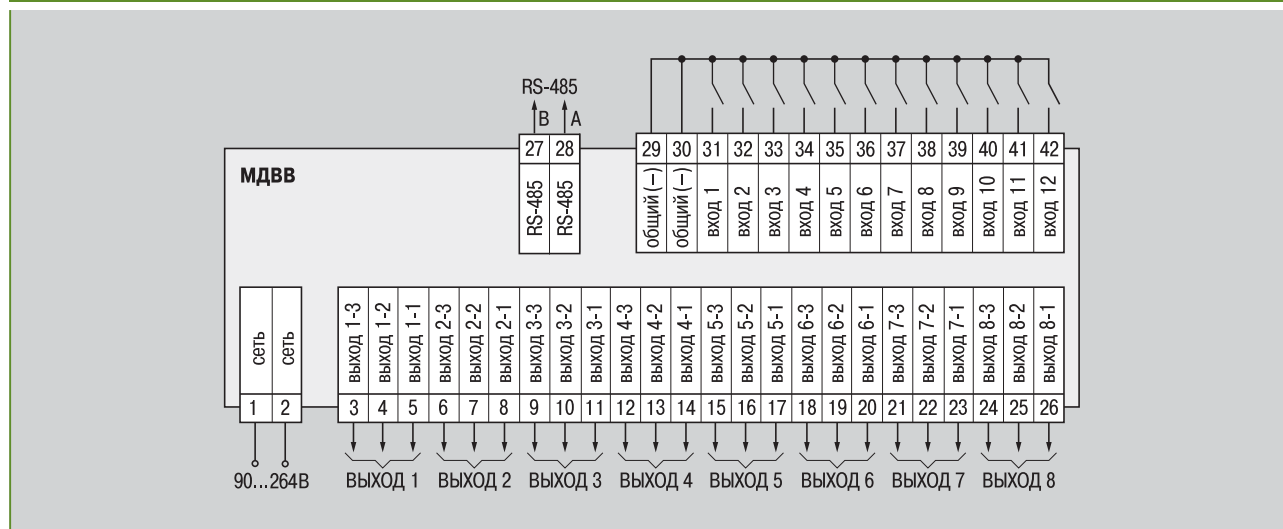 RS-485
B A
27 28 29 30 31 32 33 34 35 36 37 38 39 40 41 42
МДВВ
RS-485 RS-485 общий (–) общий (–) вход 1 вход 2 вход 3 вход 4 вход 5 вход 6 вход 7 вход 8 вход 9 вход 10 вход 11 вход 12
сеть сеть выход 1-3 выход 1-2 выход 1-1 выход 2-3 выход 2-2 выход 2-1 выход 3-3 выход 3-2 выход 3-1 выход 4-3 выход 4-2 выход 4-1 выход 5-3 выход 5-2 выход 5-1 выход 6-3 выход 6-2 выход 6-1 выход 7-3 выход 7-2 выход 7-1 выход 8-3 выход 8-2 выход 8-1
1 2 3 4 5 6 7 8 9 10 11 12 13 14 15 16 17 18 19 20 21 22 23 24 25 26
90...264В ВЫХОД 1 ВЫХОД 2 ВЫХОД 3 ВЫХОД 4 ВЫХОД 5 ВЫХОД 6 ВЫХОД 7 ВЫХОД 8